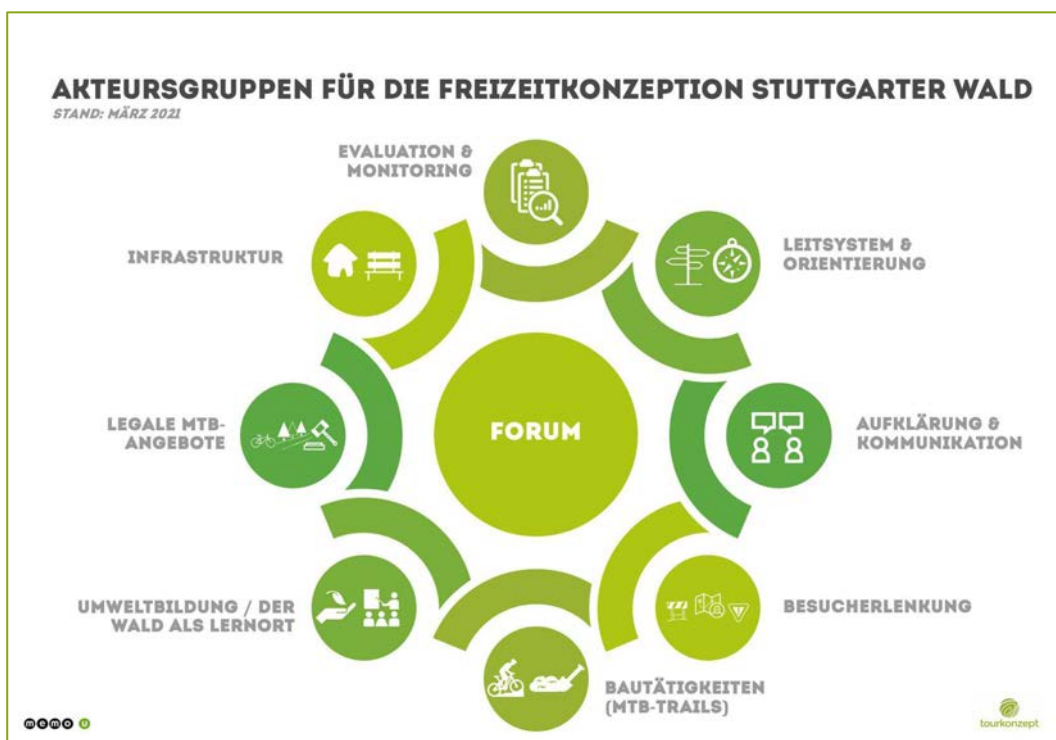 AKTEURSGRUPPEN FÜR DIE FREIZEITKONZEPTION STUTTGARTER WALD
STAND: MÄRZ 2021
EVALUATION &
MONITORING
INFRASTRUKTUR
LEITSYSTEM &
ORIENTIERUNG
LEGALE MTB-
ANGEBOTE
FORUM
AUFKLÄRUNG &
KOMMUNIKATION
UMWELTBILDUNG / DER
WALD ALS LERNORT
BESUCHERLENKUNG
BAUTÄTIGKEITEN
(MTB-TRAILS)
memo u
tourkonzept